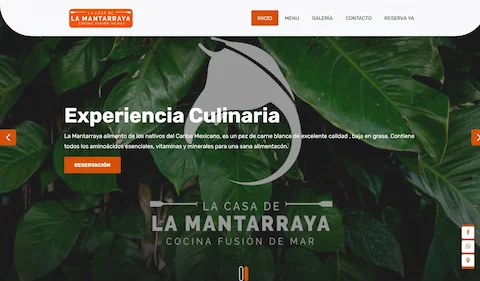 LA CASA DE
LA MANTARRAYA
COCINA FUSIÓN DE MAR
INICIO MENU GALERÍA CONTACTO RESERVA YA
Experiencia Culinaria
La Mantarraya alimento de los nativos del Caribe Mexicano, es un pez de carne blanca de excelente calidad , baja en grasa. Contiene
todos los aminoácidos esenciales, vitaminas y minerales para una sana alimentacón.
RESERVACIÓN
LA CASA DE
LA MANTARRAYA
COCINA FUSIÓN DE MAR